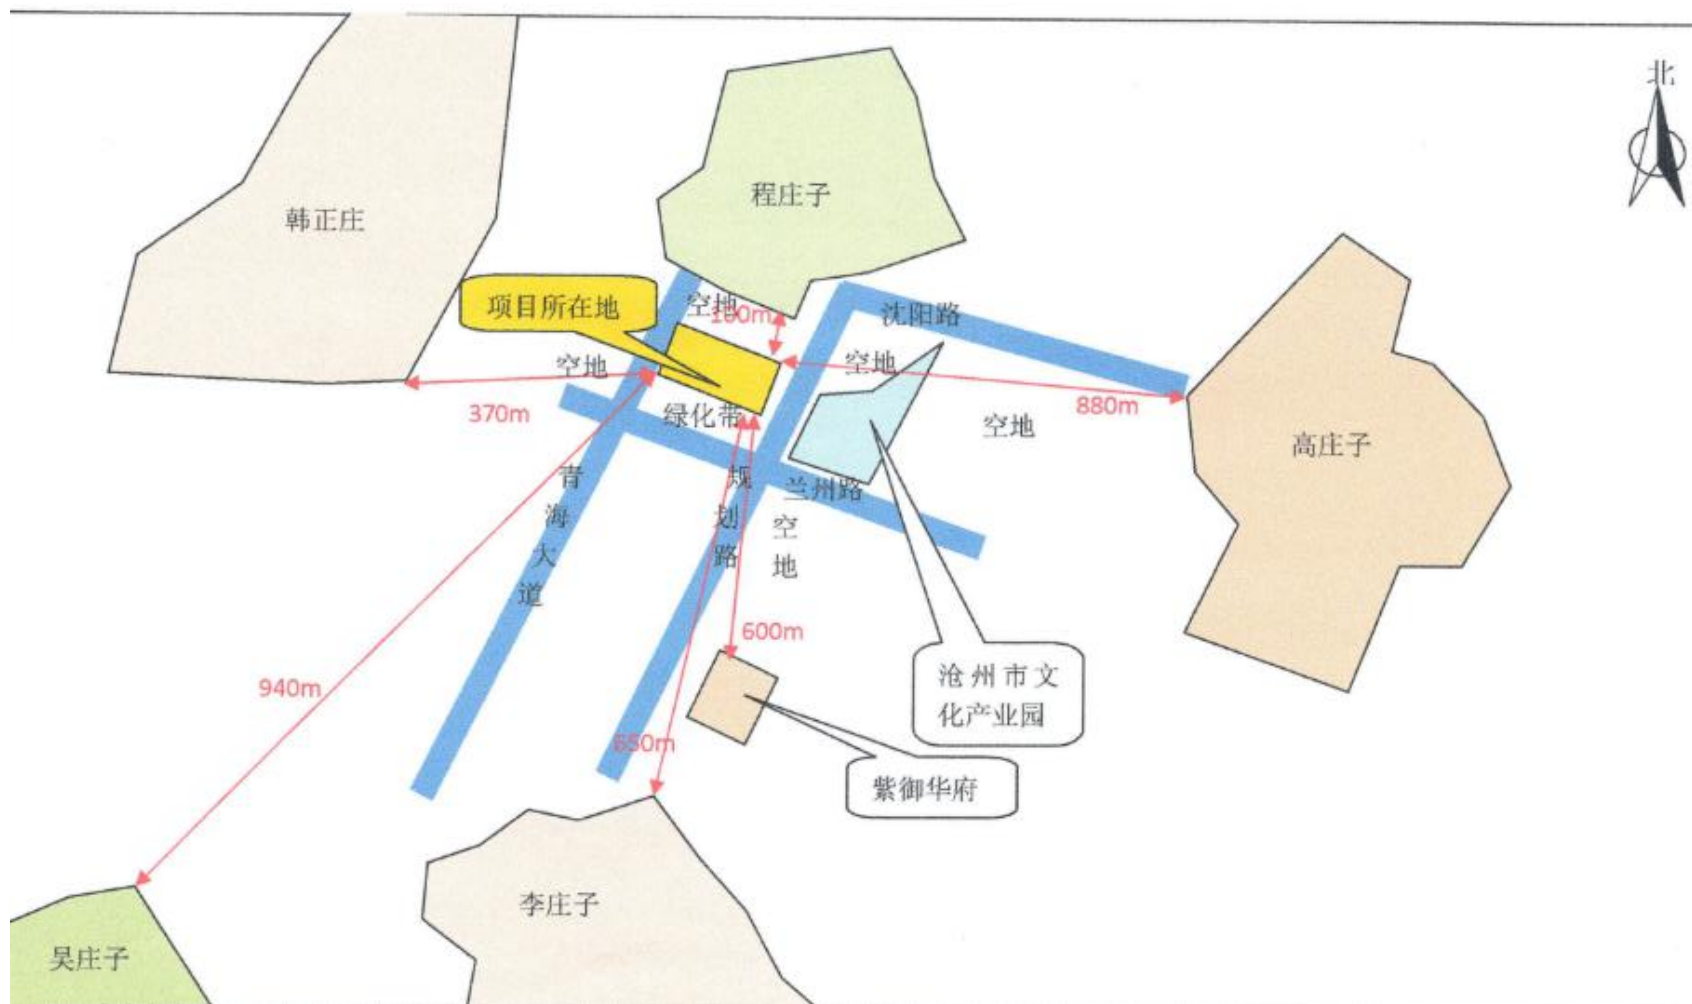 北
程庄子
韩正庄
项目所在地
空地
100m
沈阳路
空地
空地
370m
880m
绿化带
空地
高庄子
青海大道
规划路
兰州路
空地
600m
940m
沧州市文
化产业园
650m
紫御华府
李庄子
吴庄子